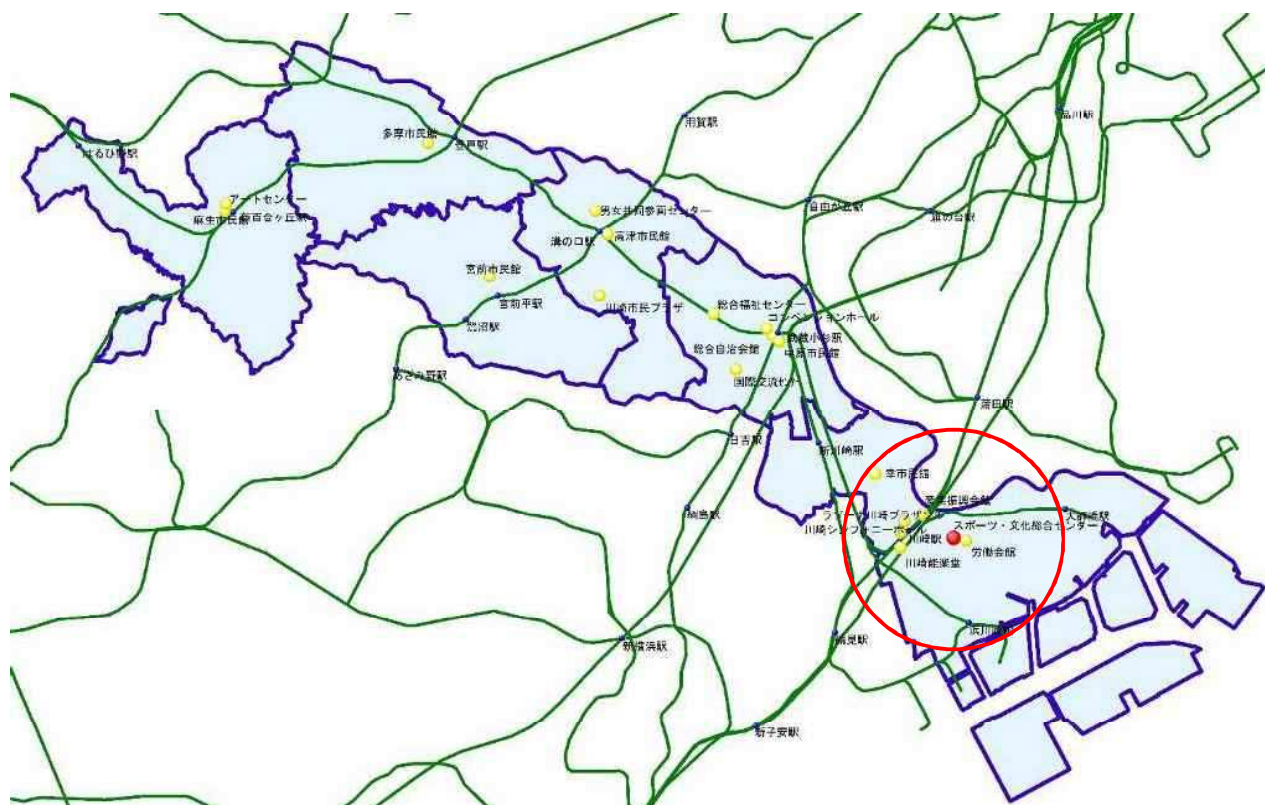 品川駅
用賀駅
多摩市民館
登戸駅
はるひ野駅
アートセンター
麻生市民館
新百合ヶ丘駅
男女共同参画センター
自由が丘駅
旗の台駅
溝の口駅
高津市民館
宮前市民館
宮前平駅
川崎市民プラザ
総合福祉センター
コンベンションホール
鷺沼駅
武蔵小杉駅
総合自治会館
中原市民館
あざみ野駅
国際交流センター
蒲田駅
日吉駅
新川崎駅
幸市民館
綱島駅
産業振興会館
ラゾーナ川崎プラザソル
大師橋駅
川崎シンフォニーホール
スポーツ・文化総合センター
川崎駅
労働会館
川崎能楽堂
新横浜駅
鶴見駅
新子安駅